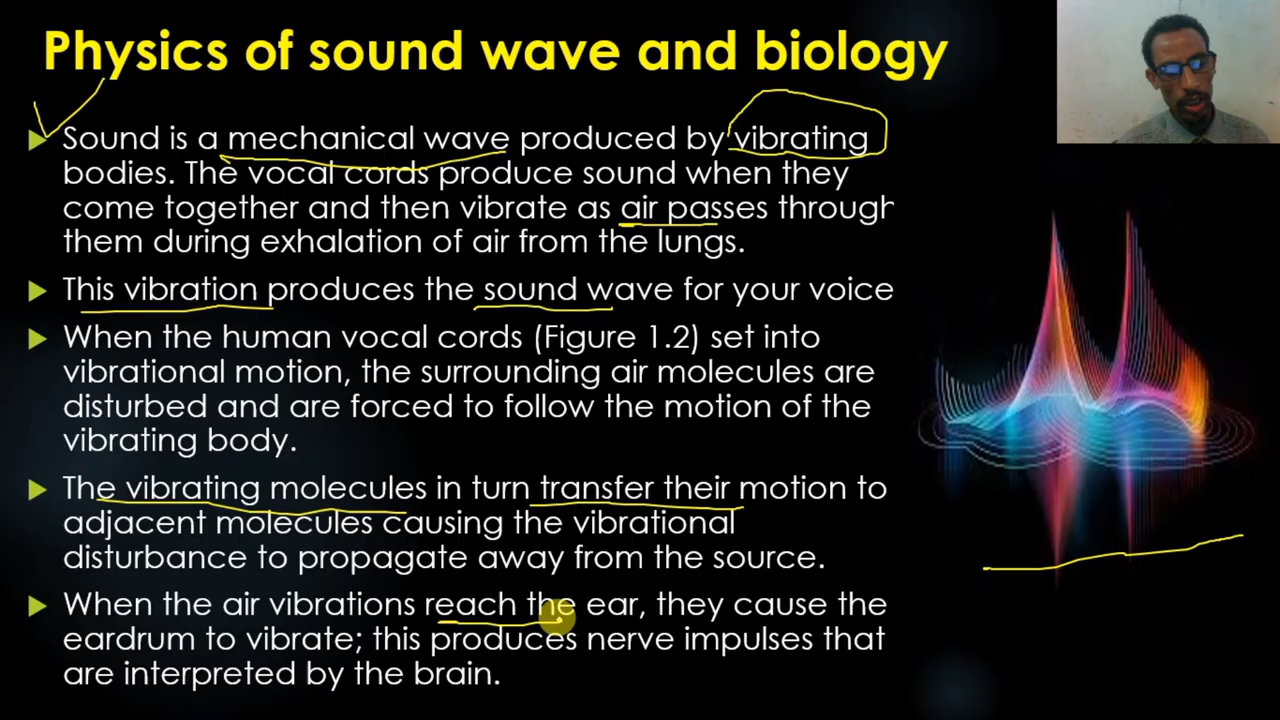 Physics of sound wave and biology
Sound is a mechanical wave produced by vibrating
bodies. The vocal cords produce sound when they
come together and then vibrate as air passes through
them during exhalation of air from the lungs.
This vibration produces the sound wave for your voice
When the human vocal cords (Figure 1.2) set into
vibrational motion, the surrounding air molecules are
disturbed and are forced to follow the motion of the
vibrating body.
The vibrating molecules in turn transfer their motion to
adjacent molecules causing the vibrational
disturbance to propagate away from the source.
When the air vibrations reach the ear, they cause the
eardrum to vibrate; this produces nerve impulses that
are interpreted by the brain.